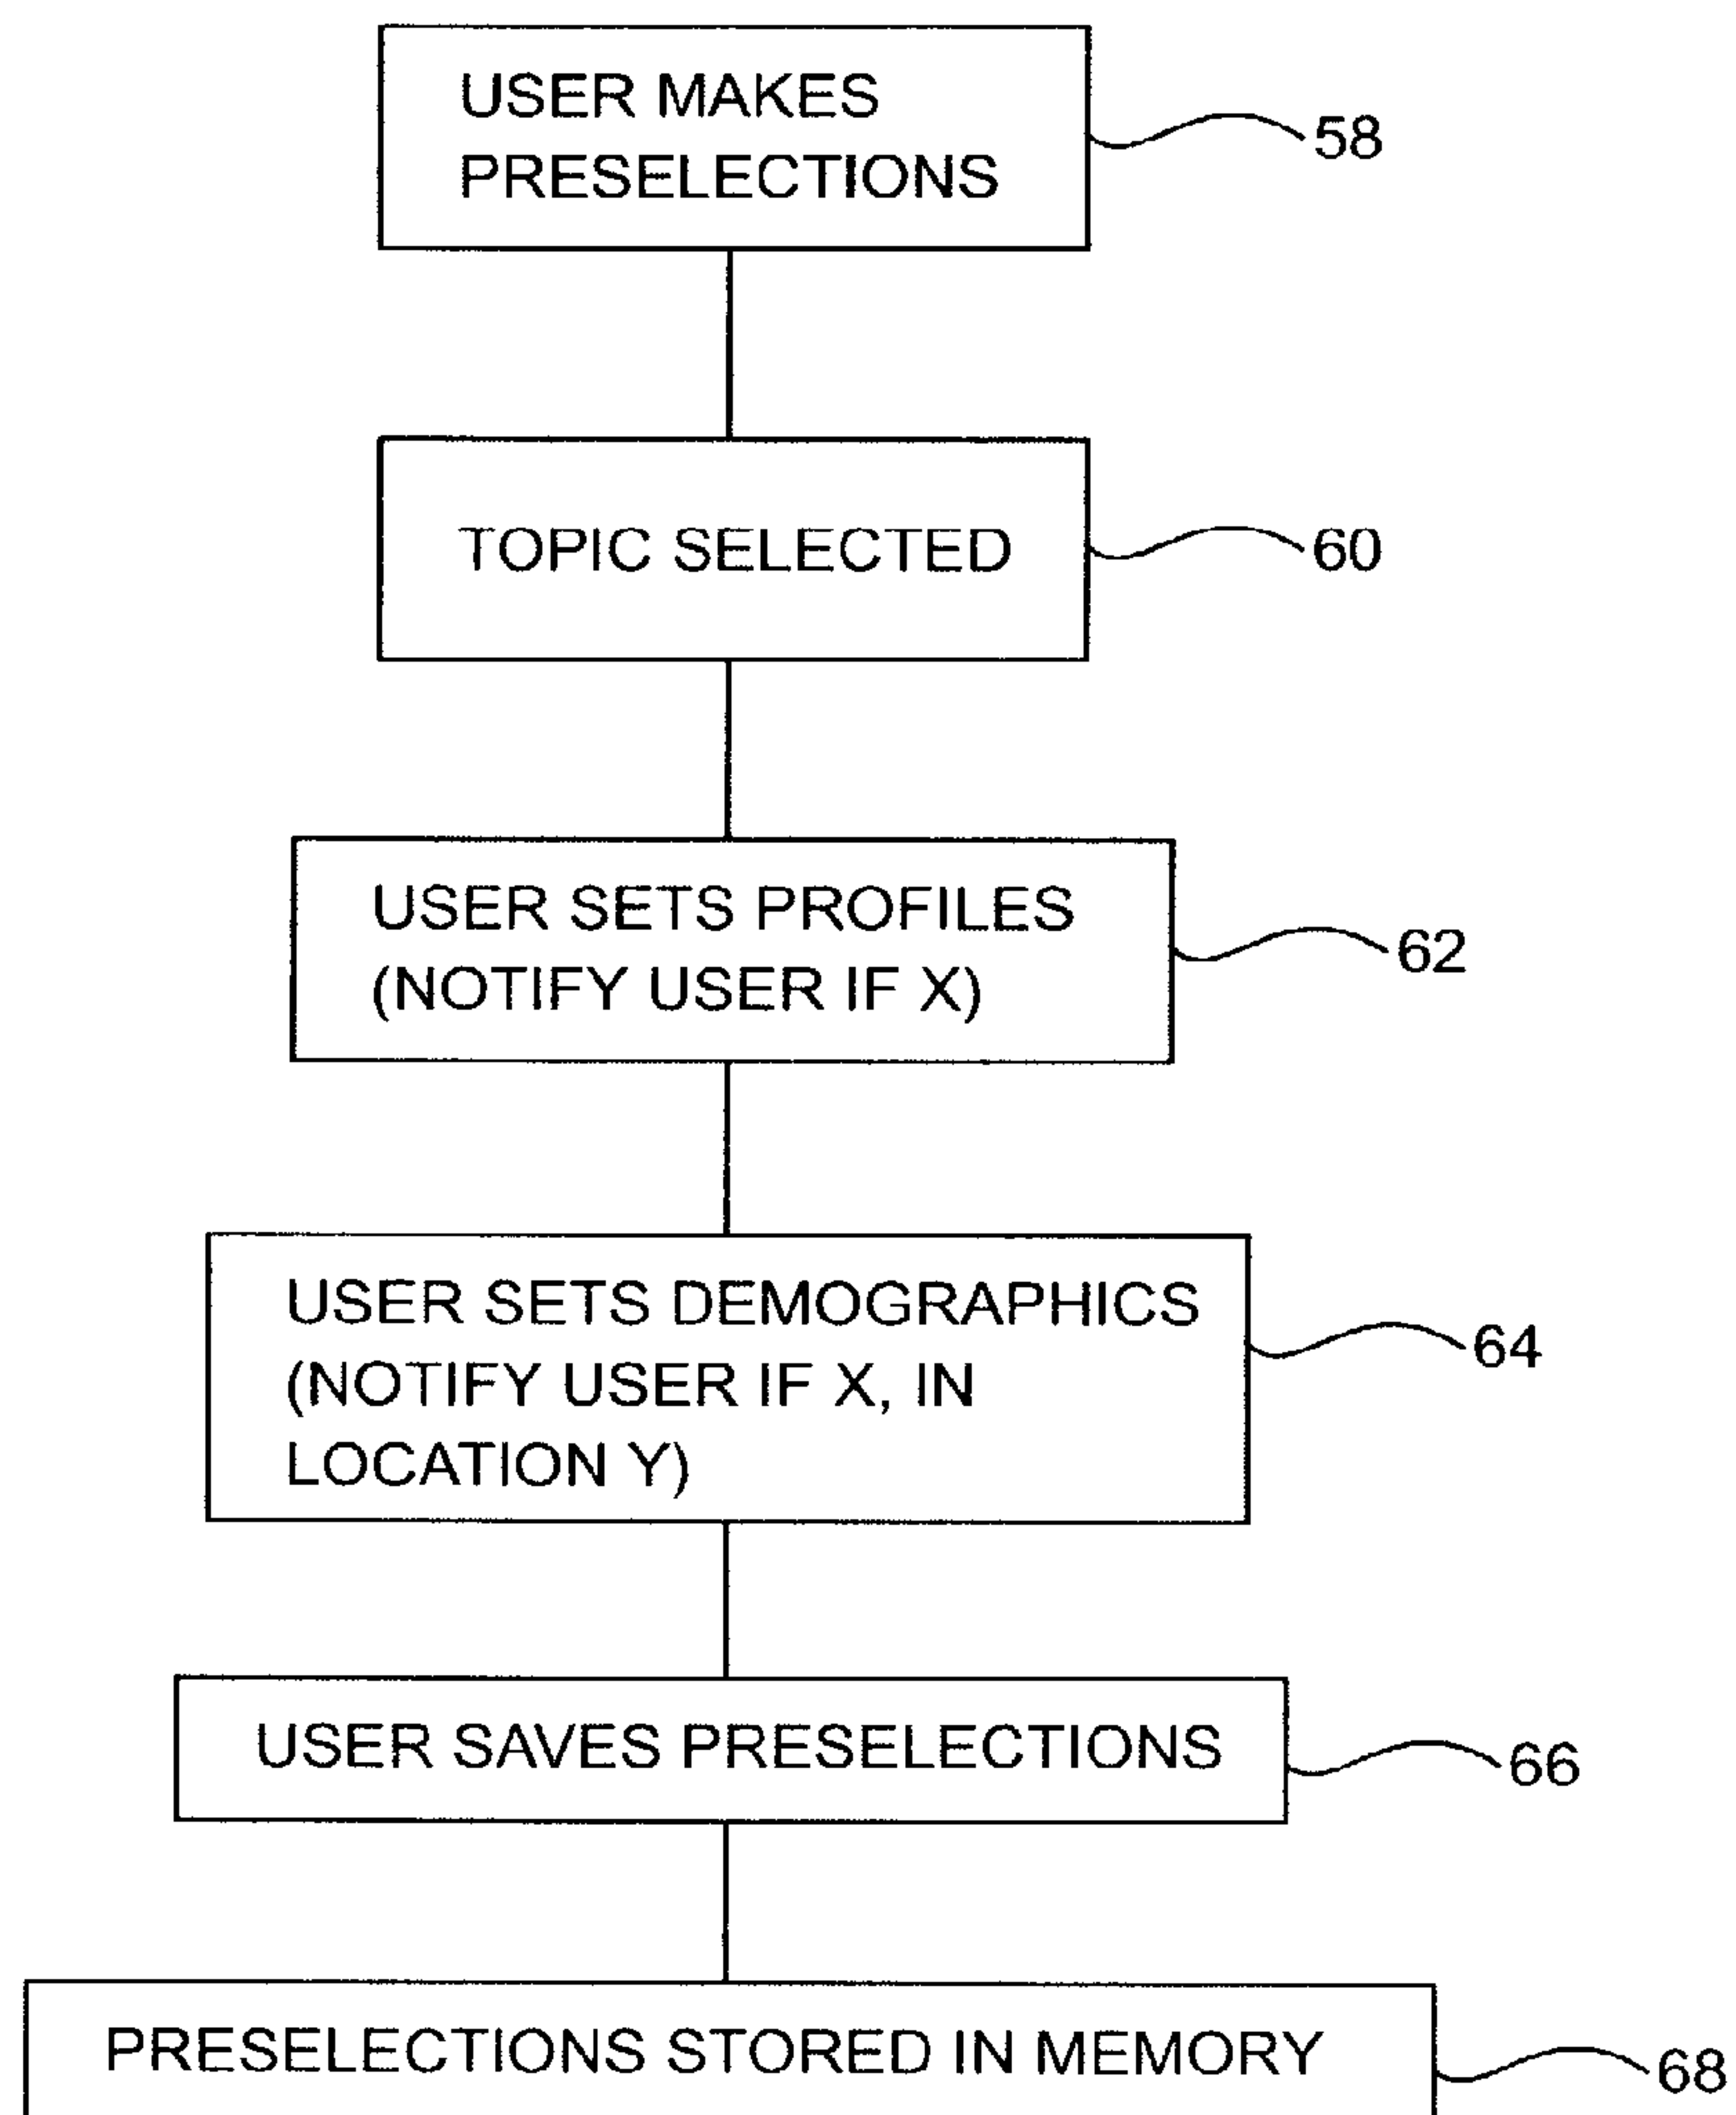 USER MAKES
PRESELECTIONS
58
TOPIC SELECTED
60
USER SETS PROFILES
(NOTIFY USER IF X)
62
USER SETS DEMOGRAPHICS
(NOTIFY USER IF X, IN
LOCATION Y)
64
USER SAVES PRESELECTIONS
66
PRESELECTIONS STORED IN MEMORY
68